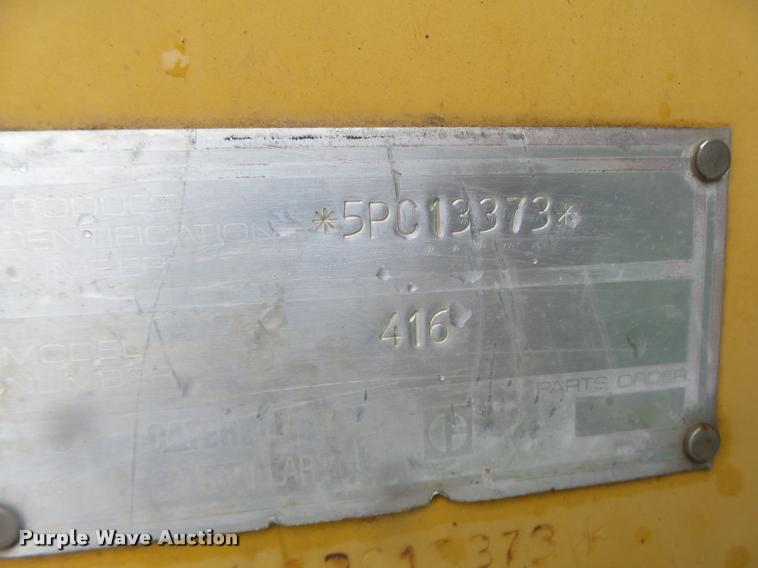 PRODUCT
IDENTIFICATION
NUMBER
*5PC13373*
MODEL
NUMBER
416
PARTS ORDER
Purple Wave Auction